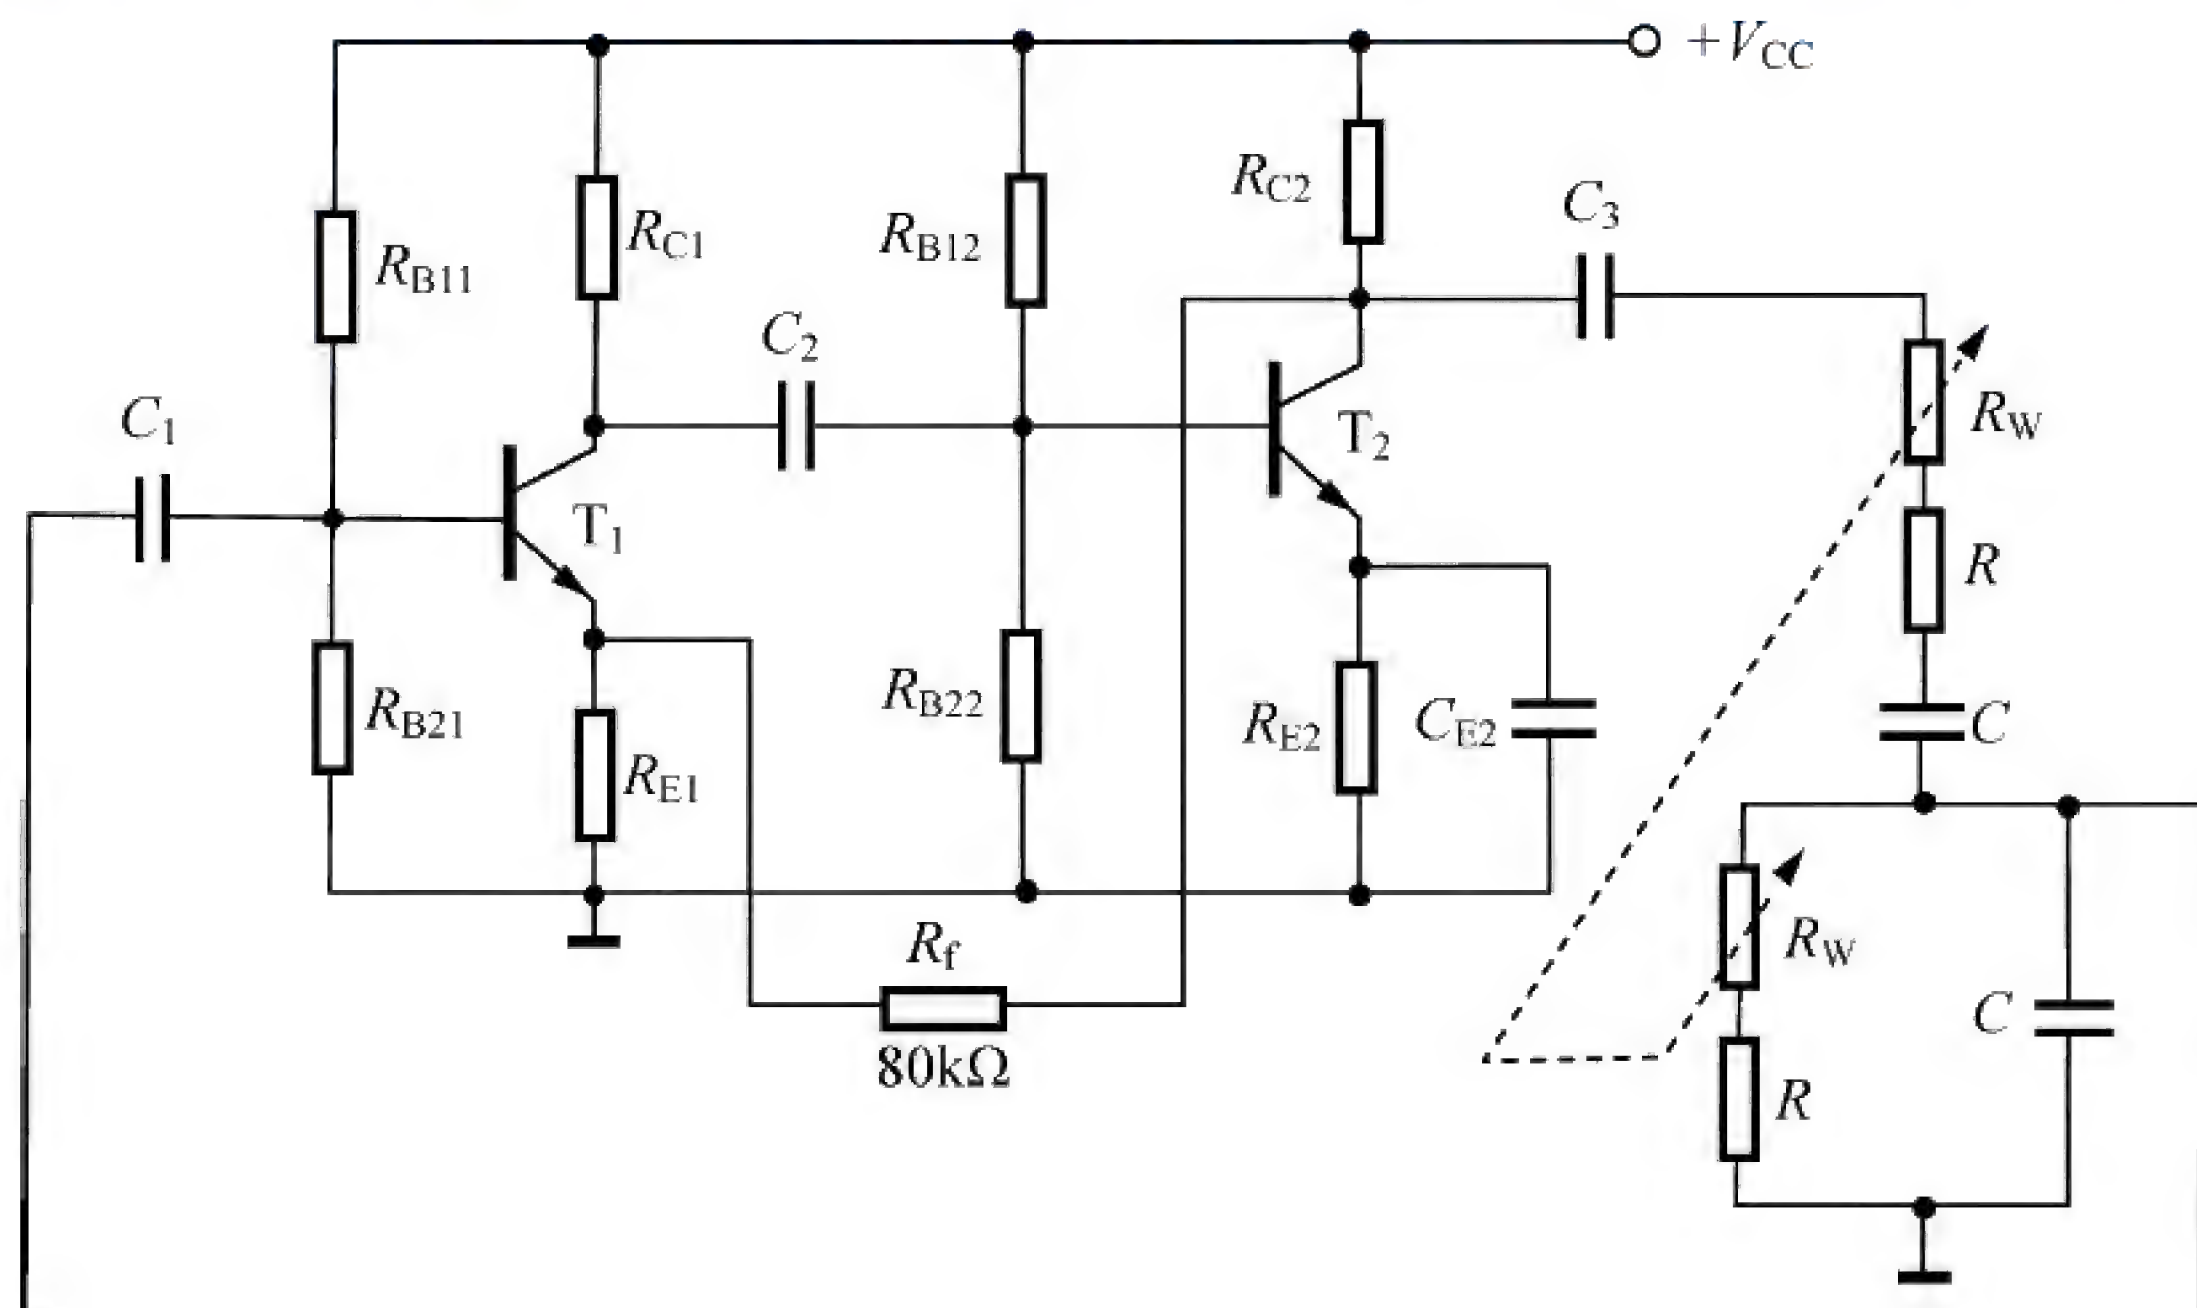 +V_CC
R_C2
C_3
R_B11
R_C1
R_B12
C_2
C_1
T_2
R_W
T_1
R
R_B21
R_B22
R_E2
C_E2
C
R_E1
R_f
R_W
C
80kΩ
R